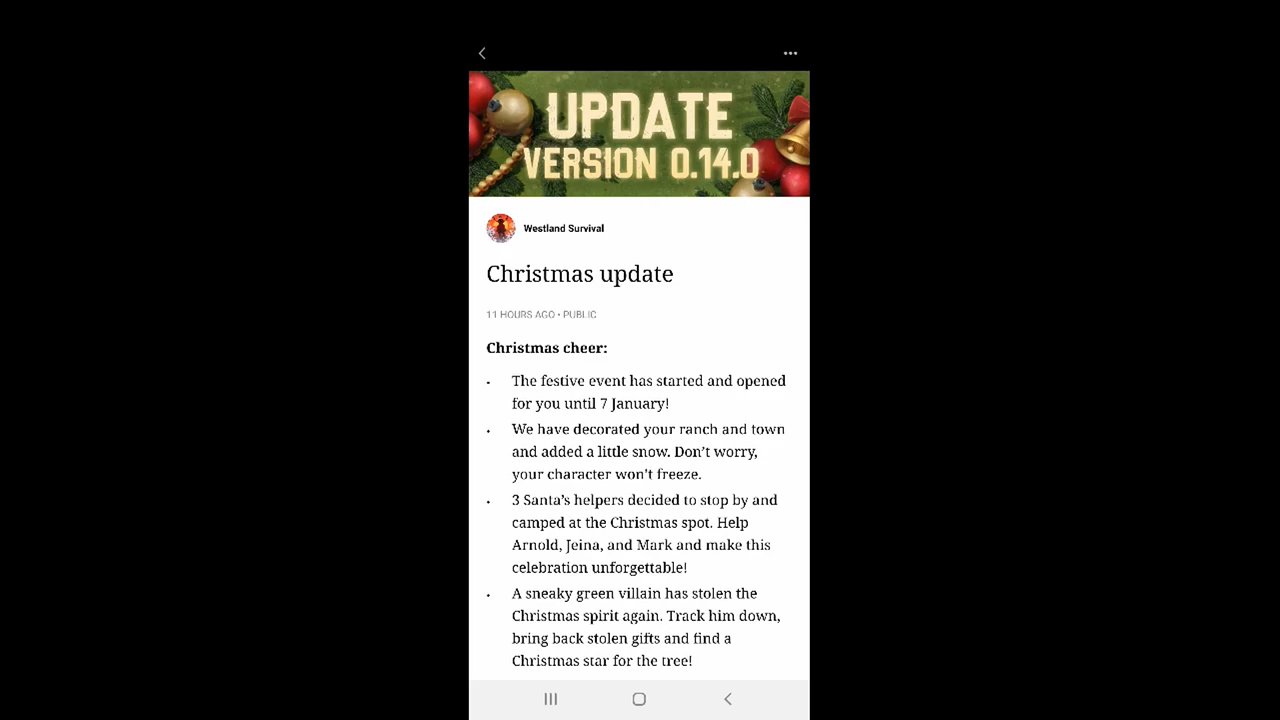 UPDATE
VERSION 0.14.0
Westland Survival
Christmas update
11 HOURS AGO • PUBLIC
Christmas cheer:
• The festive event has started and opened
for you until 7 January!
• We have decorated your ranch and town
and added a little snow. Don’t worry,
your character won't freeze.
• 3 Santa’s helpers decided to stop by and
camped at the Christmas spot. Help
Arnold, Jeina, and Mark and make this
celebration unforgettable!
• A sneaky green villain has stolen the
Christmas spirit again. Track him down,
bring back stolen gifts and find a
Christmas star for the tree!